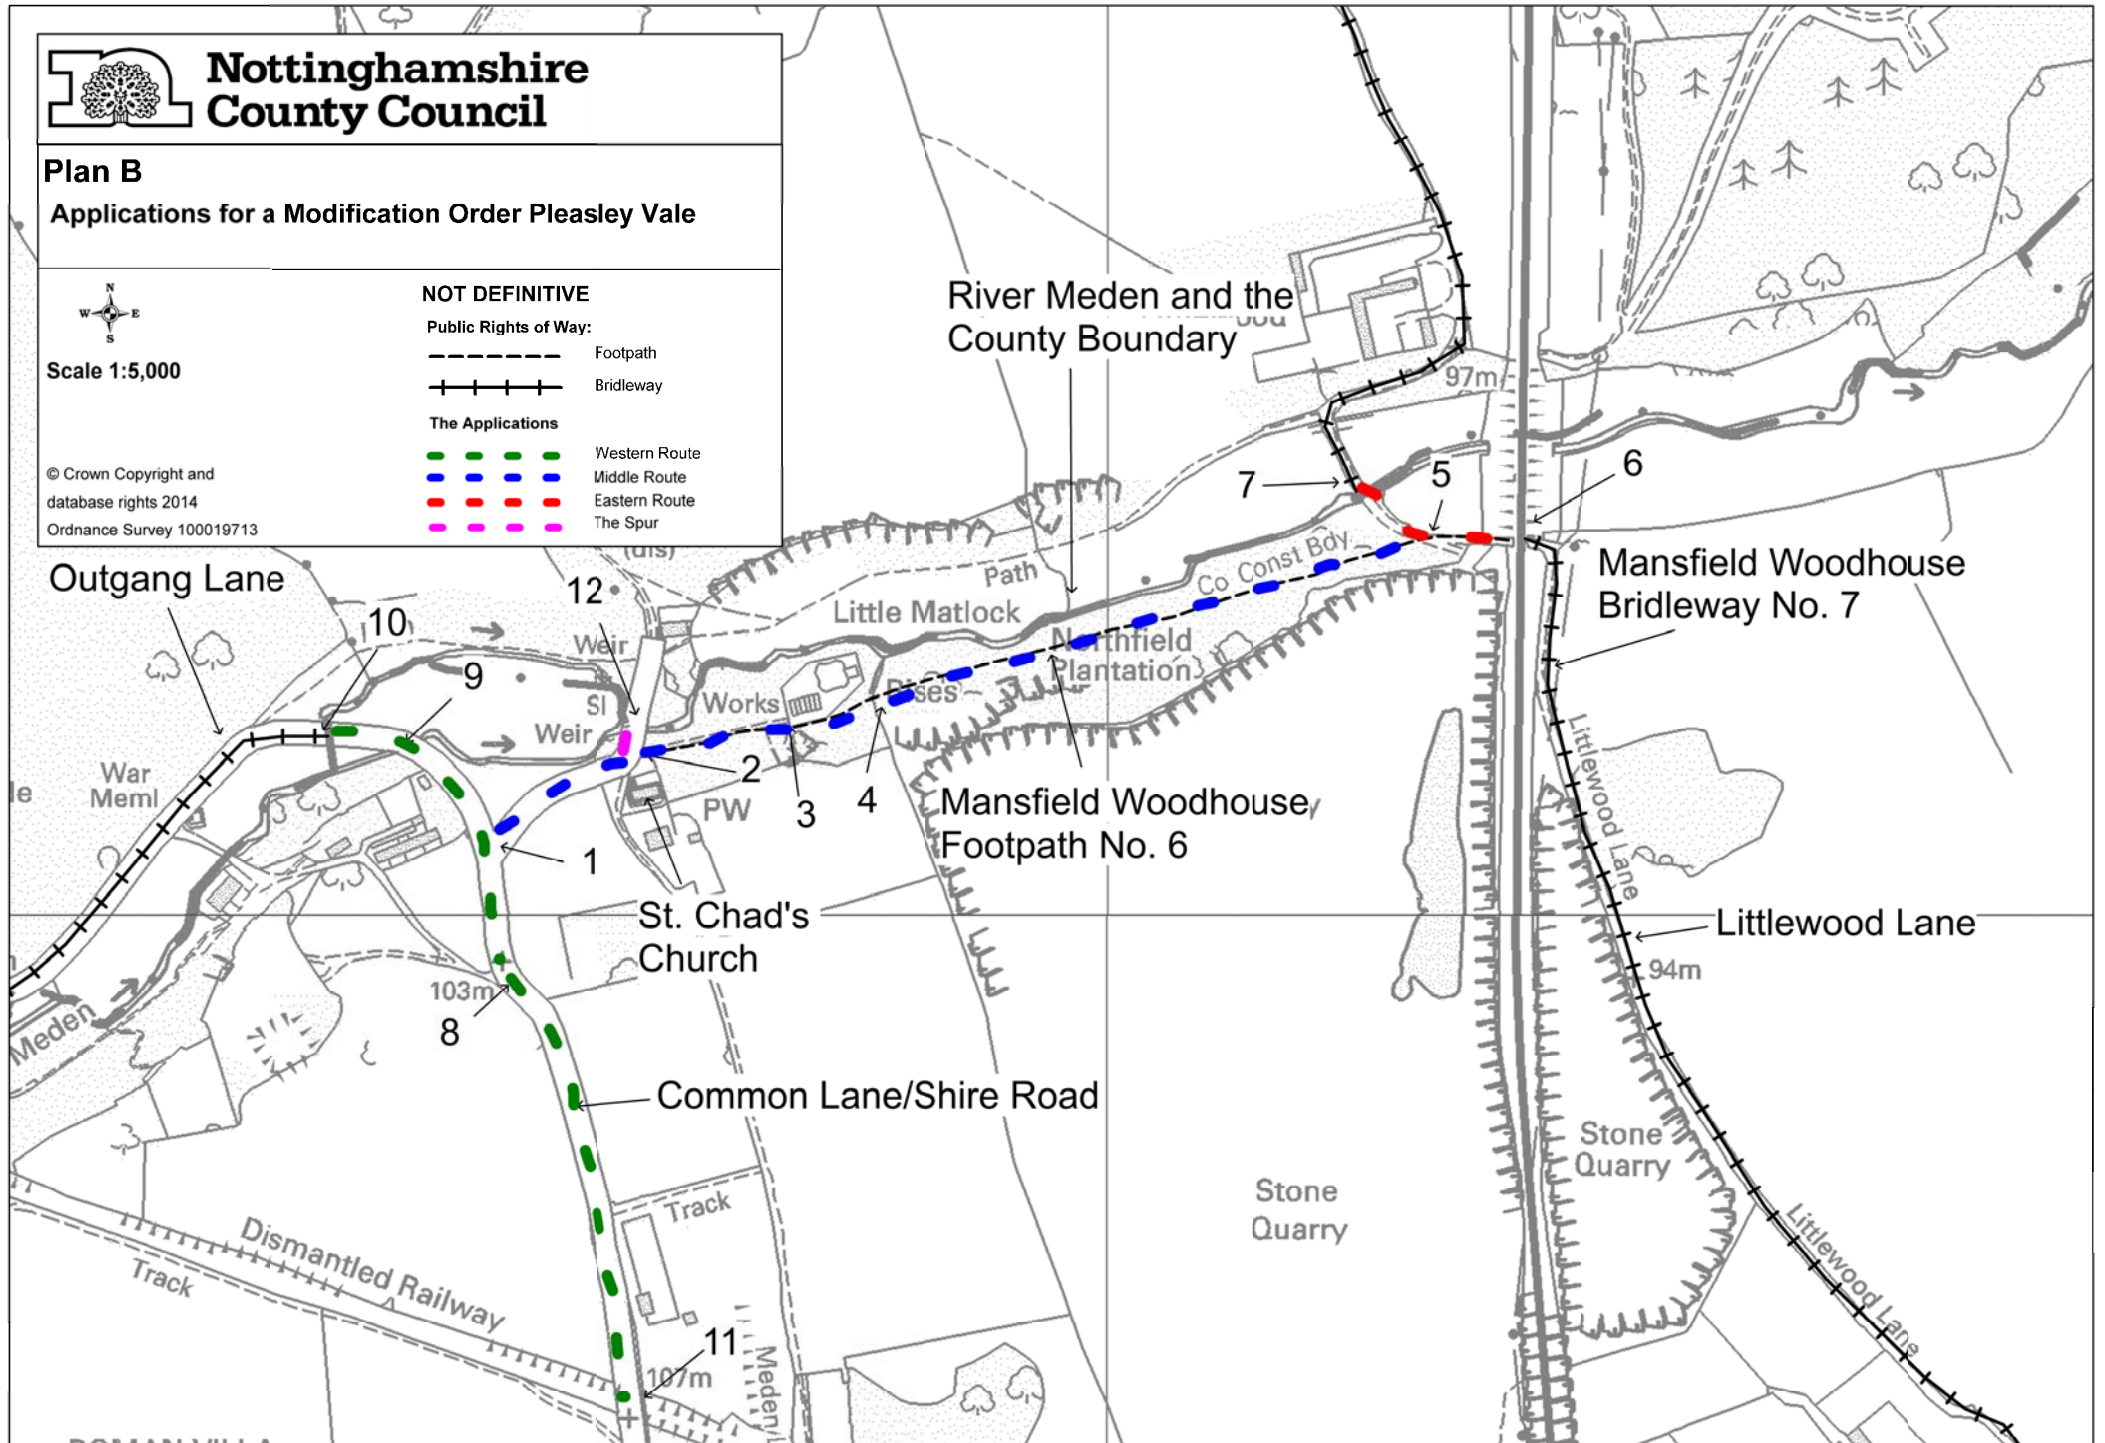 Nottinghamshire
County Council
Plan B
Applications for a Modification Order Pleasley Vale
N
W E
S
Scale 1:5,000
© Crown Copyright and
database rights 2014
Ordnance Survey 100019713
NOT DEFINITIVE
Public Rights of Way:
Footpath
Bridleway
The Applications
Western Route
Middle Route
Eastern Route
The Spur
River Meden and the
County Boundary
97m
7
5
6
(dis)
Outgang Lane
12
10
Path
Co Const Bdy
Little Matlock
Mansfield Woodhouse
Bridleway No. 7
Weir
9
Sl
Weir
Works
Rises
Northfield
Plantation
War
Meml
2
3
4
PW
1
Mansfield Woodhouse
Footpath No. 6
Littlewood Lane
St. Chad's
Church
Littlewood Lane
94m
103m
8
Meden
Common Lane/Shire Road
Stone
Quarry
Stone
Quarry
Track
Dismantled Railway
Track
Littlewood Lane
11
107m
Meden
ROMAN VILLA